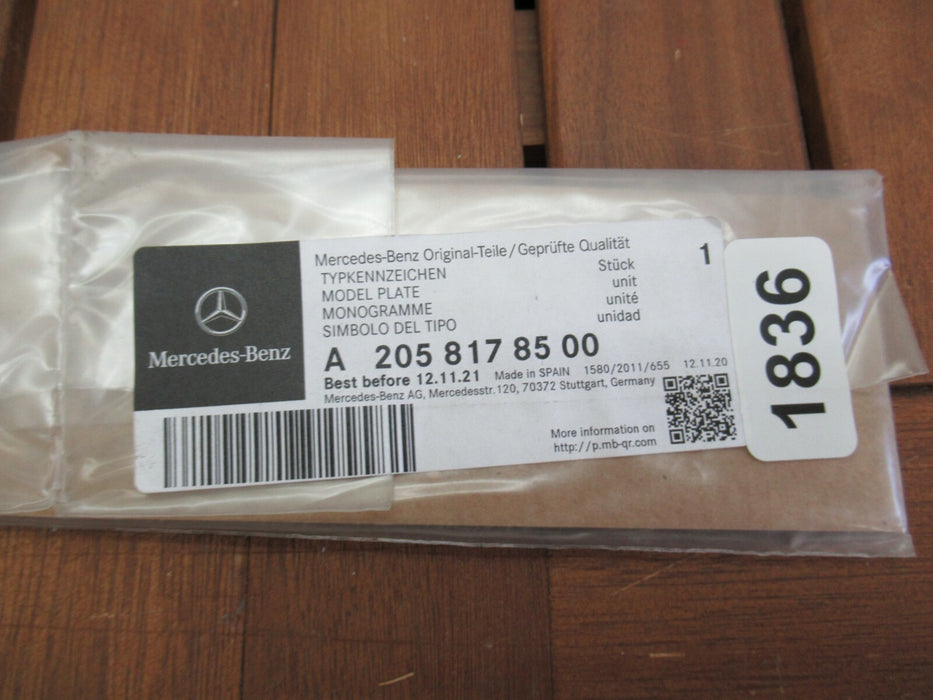 Mercedes-Benz
Mercedes-Benz Original-Teile/Geprüfte Qualität 1
TYPKENNZEICHEN Stück
MODEL PLATE unit
MONOGRAMME unité
SIMBOLO DEL TIPO unidad
A 205 817 85 00
Best before 12.11.21 Made in SPAIN 1580/2011/655 12.11.20
Mercedes-Benz AG, Mercedesstr.120, 70372 Stuttgart, Germany
More information on
http://p.mb-qr.com
1836